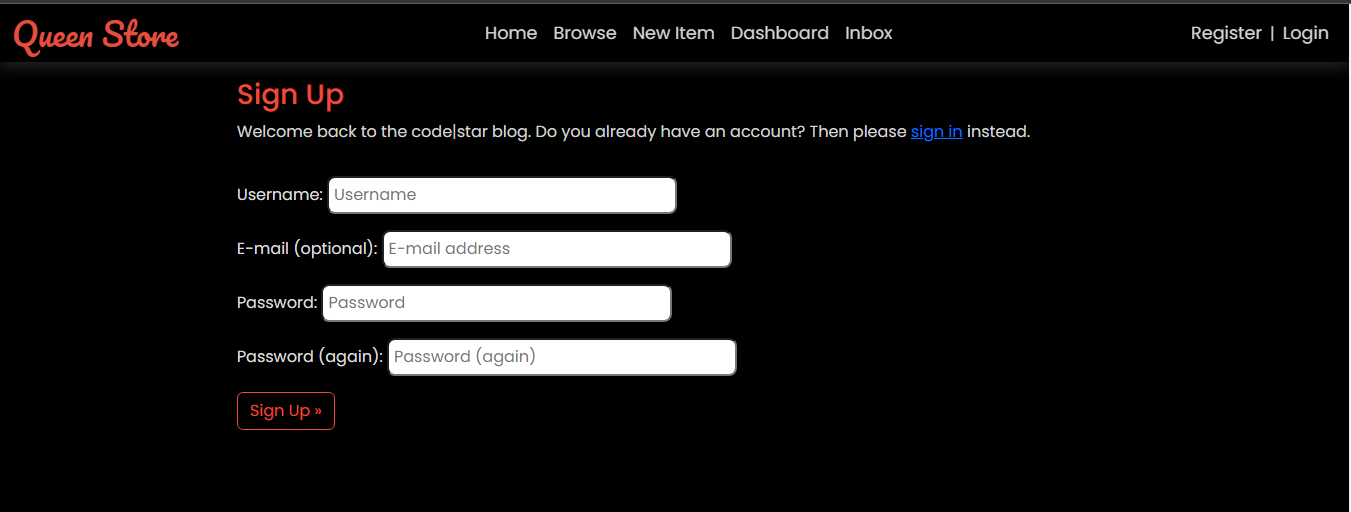 Queen Store Home Browse New Item Dashboard Inbox Register | Login
Sign Up
Welcome back to the code|star blog. Do you already have an account? Then please sign in instead.
Username: Username
E-mail (optional): E-mail address
Password: Password
Password (again): Password (again)
Sign Up »